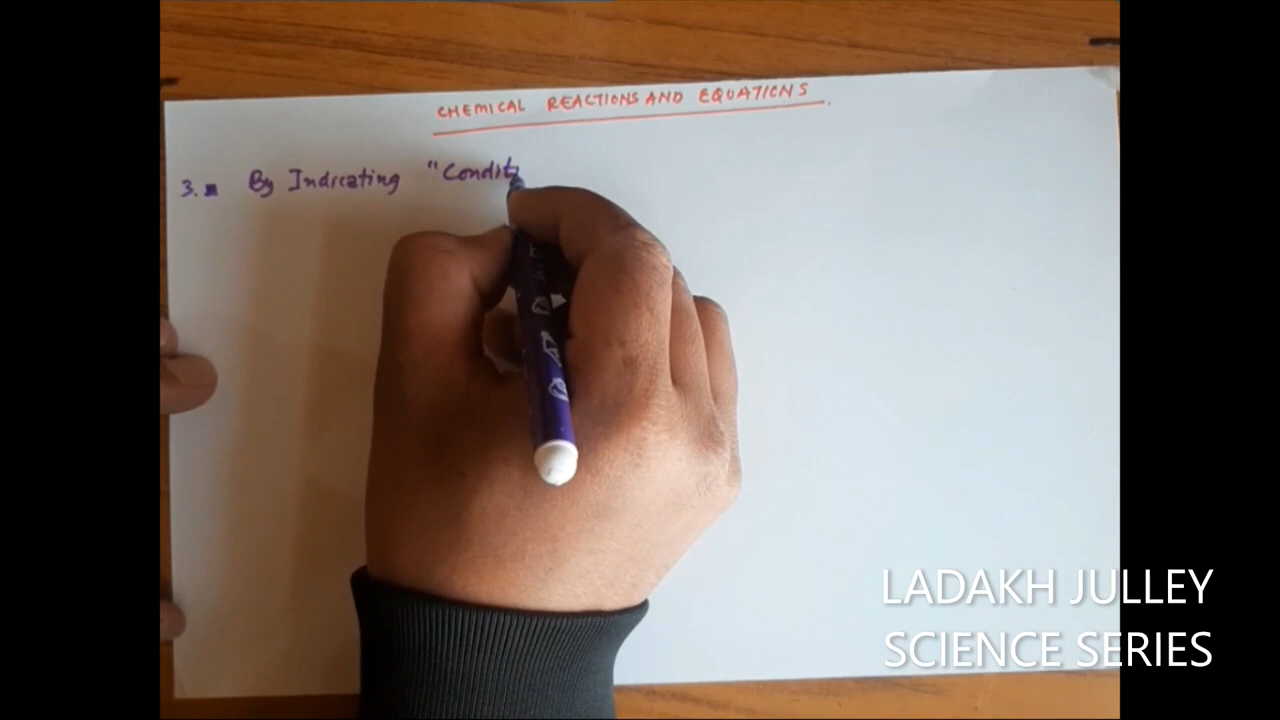 CHEMICAL REACTIONS AND EQUATIONS.
3. By Indicating "Condit
LADAKH JULLEY
SCIENCE SERIES